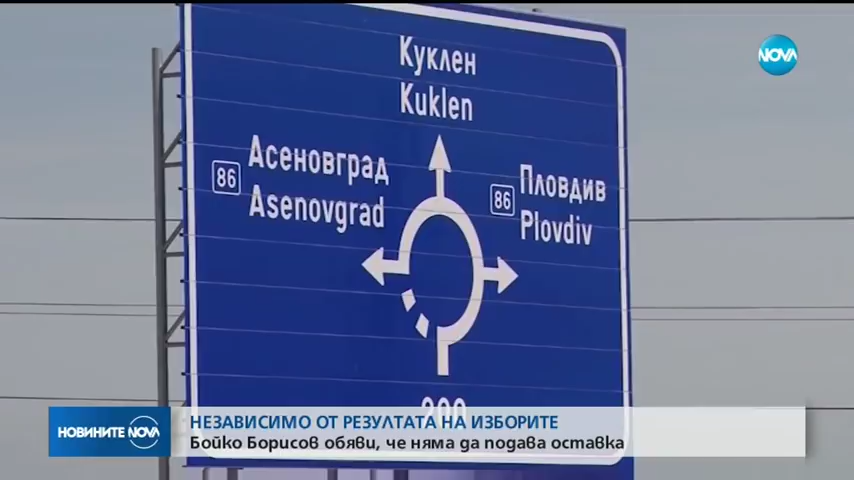 NOVA
Куклен
Kuklen
Асеновград
86
Asenovgrad
Пловдив
86
Plovdiv
200
НОВИНИТЕ NOVA
НЕЗАВИСИМО ОТ РЕЗУЛТАТА НА ИЗБОРИТЕ
Бойко Борисов обяви, че няма да подава оставка